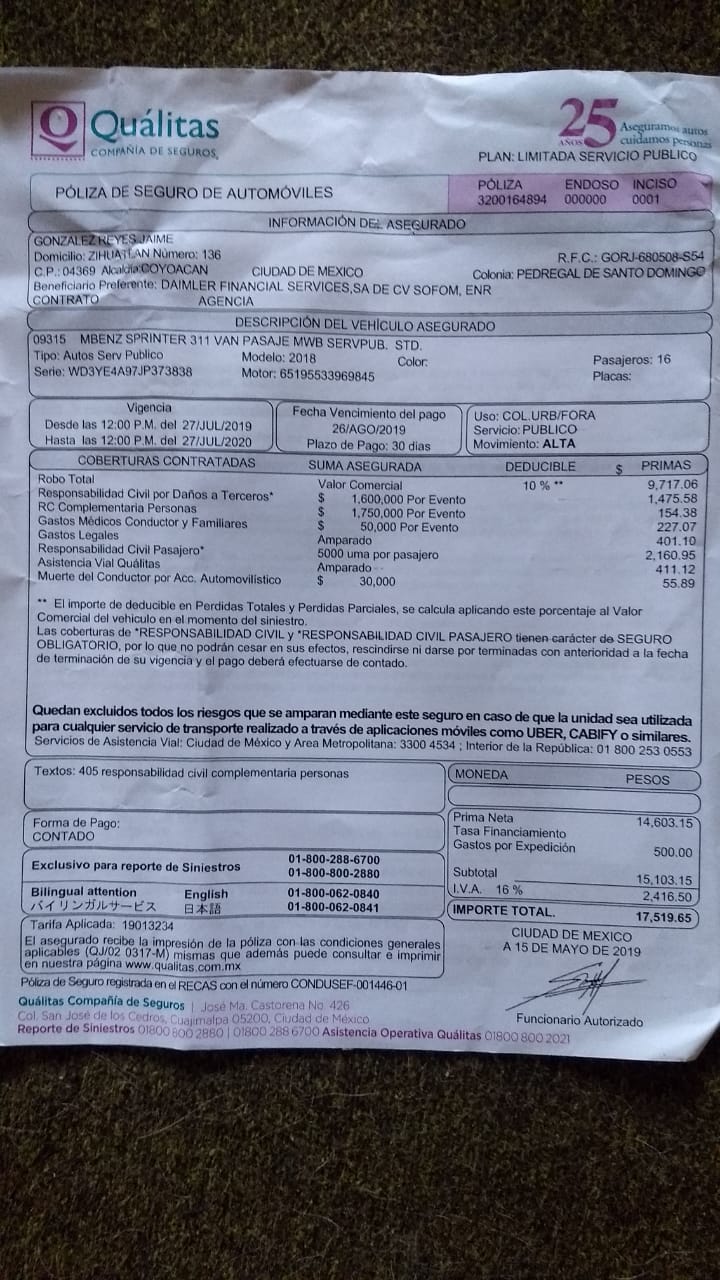 Quálitas
COMPAÑÍA DE SEGUROS
25 AÑOS
Aseguramos autos
cuidamos personas
PLAN: LIMITADA SERVICIO PUBLICO
PÓLIZA DE SEGURO DE AUTOMÓVILES
PÓLIZA ENDOSO INCISO
3200164894 000000 0001
INFORMACIÓN DEL ASEGURADO
GONZALEZ REYES JAIME
Domicilio: ZIHUATLAN Número: 136 R.F.C.: GORJ-680508-S54
C.P.: 04369 Alcaldía: COYOACAN CIUDAD DE MEXICO Colonia: PEDREGAL DE SANTO DOMINGO
Beneficiario Preferente: DAIMLER FINANCIAL SERVICES,SA DE CV SOFOM, ENR
CONTRATO AGENCIA
DESCRIPCIÓN DEL VEHÍCULO ASEGURADO
09315 MBENZ SPRINTER 311 VAN PASAJE MWB SERVPUB. STD.
Tipo: Autos Serv Publico Modelo: 2018 Color: Pasajeros: 16
Serie: WD3YE4A97JP373838 Motor: 65195533969845 Placas:
Vigencia
Desde las 12:00 P.M. del 27/JUL/2019
Hasta las 12:00 P.M. del 27/JUL/2020
Fecha Vencimiento del pago
26/AGO/2019
Plazo de Pago: 30 dias
Uso: COL.URB/FORA
Servicio: PUBLICO
Movimiento: ALTA
COBERTURAS CONTRATADAS SUMA ASEGURADA DEDUCIBLE $ PRIMAS
Robo Total Valor Comercial 10 % ** 9,717.06
Responsabilidad Civil por Daños a Terceros* $ 1,600,000 Por Evento 1,475.58
RC Complementaria Personas $ 1,750,000 Por Evento 154.38
Gastos Médicos Conductor y Familiares $ 50,000 Por Evento 227.07
Gastos Legales Amparado 401.10
Responsabilidad Civil Pasajero* 5000 uma por pasajero 2,160.95
Asistencia Vial Quálitas Amparado 411.12
Muerte del Conductor por Acc. Automovilístico $ 30,000 55.89
** El importe de deducible en Perdidas Totales y Perdidas Parciales, se calcula aplicando este porcentaje al Valor
Comercial del vehiculo en el momento del siniestro.
Las coberturas de *RESPONSABILIDAD CIVIL y *RESPONSABILIDAD CIVIL PASAJERO tienen carácter de SEGURO
OBLIGATORIO, por lo que no podrán cesar en sus efectos, rescindirse ni darse por terminadas con anterioridad a la fecha
de terminación de su vigencia y el pago deberá efectuarse de contado.
Quedan excluidos todos los riesgos que se amparan mediante este seguro en caso de que la unidad sea utilizada
para cualquier servicio de transporte realizado a través de aplicaciones móviles como UBER, CABIFY o similares.
Servicios de Asistencia Vial: Ciudad de México y Area Metropolitana: 3300 4534 ; Interior de la República: 01 800 253 0553
Textos: 405 responsabilidad civil complementaria personas
MONEDA PESOS
Forma de Pago:
CONTADO
Prima Neta 14,603.15
Tasa Financiamiento
Gastos por Expedición 500.00
Subtotal 15,103.15
I.V.A. 16 % 2,416.50
IMPORTE TOTAL. 17,519.65
Exclusivo para reporte de Siniestros 01-800-288-6700
01-800-800-2880
Bilingual attention English 01-800-062-0840
バイリンガルサービス 日本語 01-800-062-0841
Tarifa Aplicada: 19013234
El asegurado recibe la impresión de la póliza con las condiciones generales
aplicables (QJ/02 0317-M) mismas que además puede consultar e imprimir
en nuestra página www.qualitas.com.mx
CIUDAD DE MEXICO
A 15 DE MAYO DE 2019
Funcionario Autorizado
Póliza de Seguro registrada en el RECAS con el número CONDUSEF-001446-01
Quálitas Compañía de Seguros | José Ma. Castorena No. 426
Col. San José de los Cedros, Cuajimalpa 05200, Ciudad de México
Reporte de Siniestros 01800 800 2880 | 01800 288 6700 Asistencia Operativa Quálitas 01800 800 2021